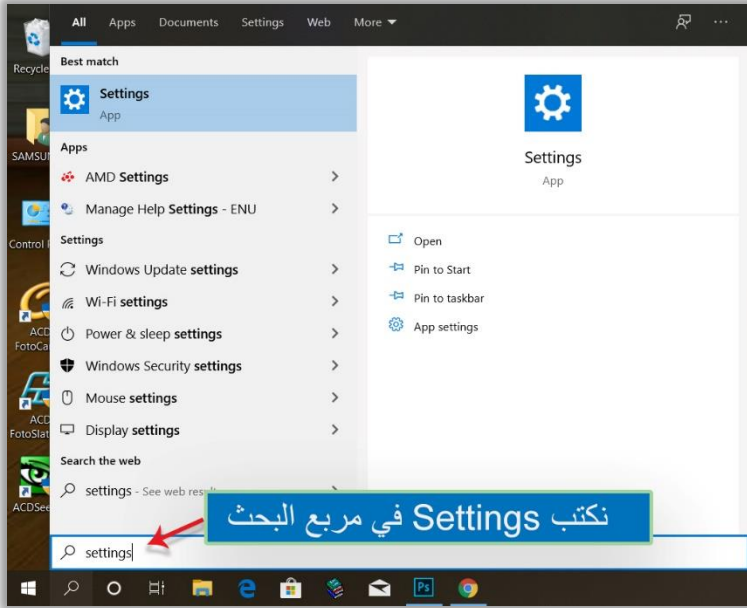 All Apps Documents Settings Web More
Recycle
Best match
Settings
App
Settings
App
Apps
AMD Settings
Manage Help Settings - ENU
Settings
Windows Update settings
Wi-Fi settings
Power & sleep settings
Windows Security settings
Mouse settings
Display settings
Search the web
settings - See web
Open
Pin to Start
Pin to taskbar
App settings
SAMSU
Control
ACD
FotoCa
ACD
FotoSlat
ACDSee
نكتب Settings في مربع البحث
settings
Ps